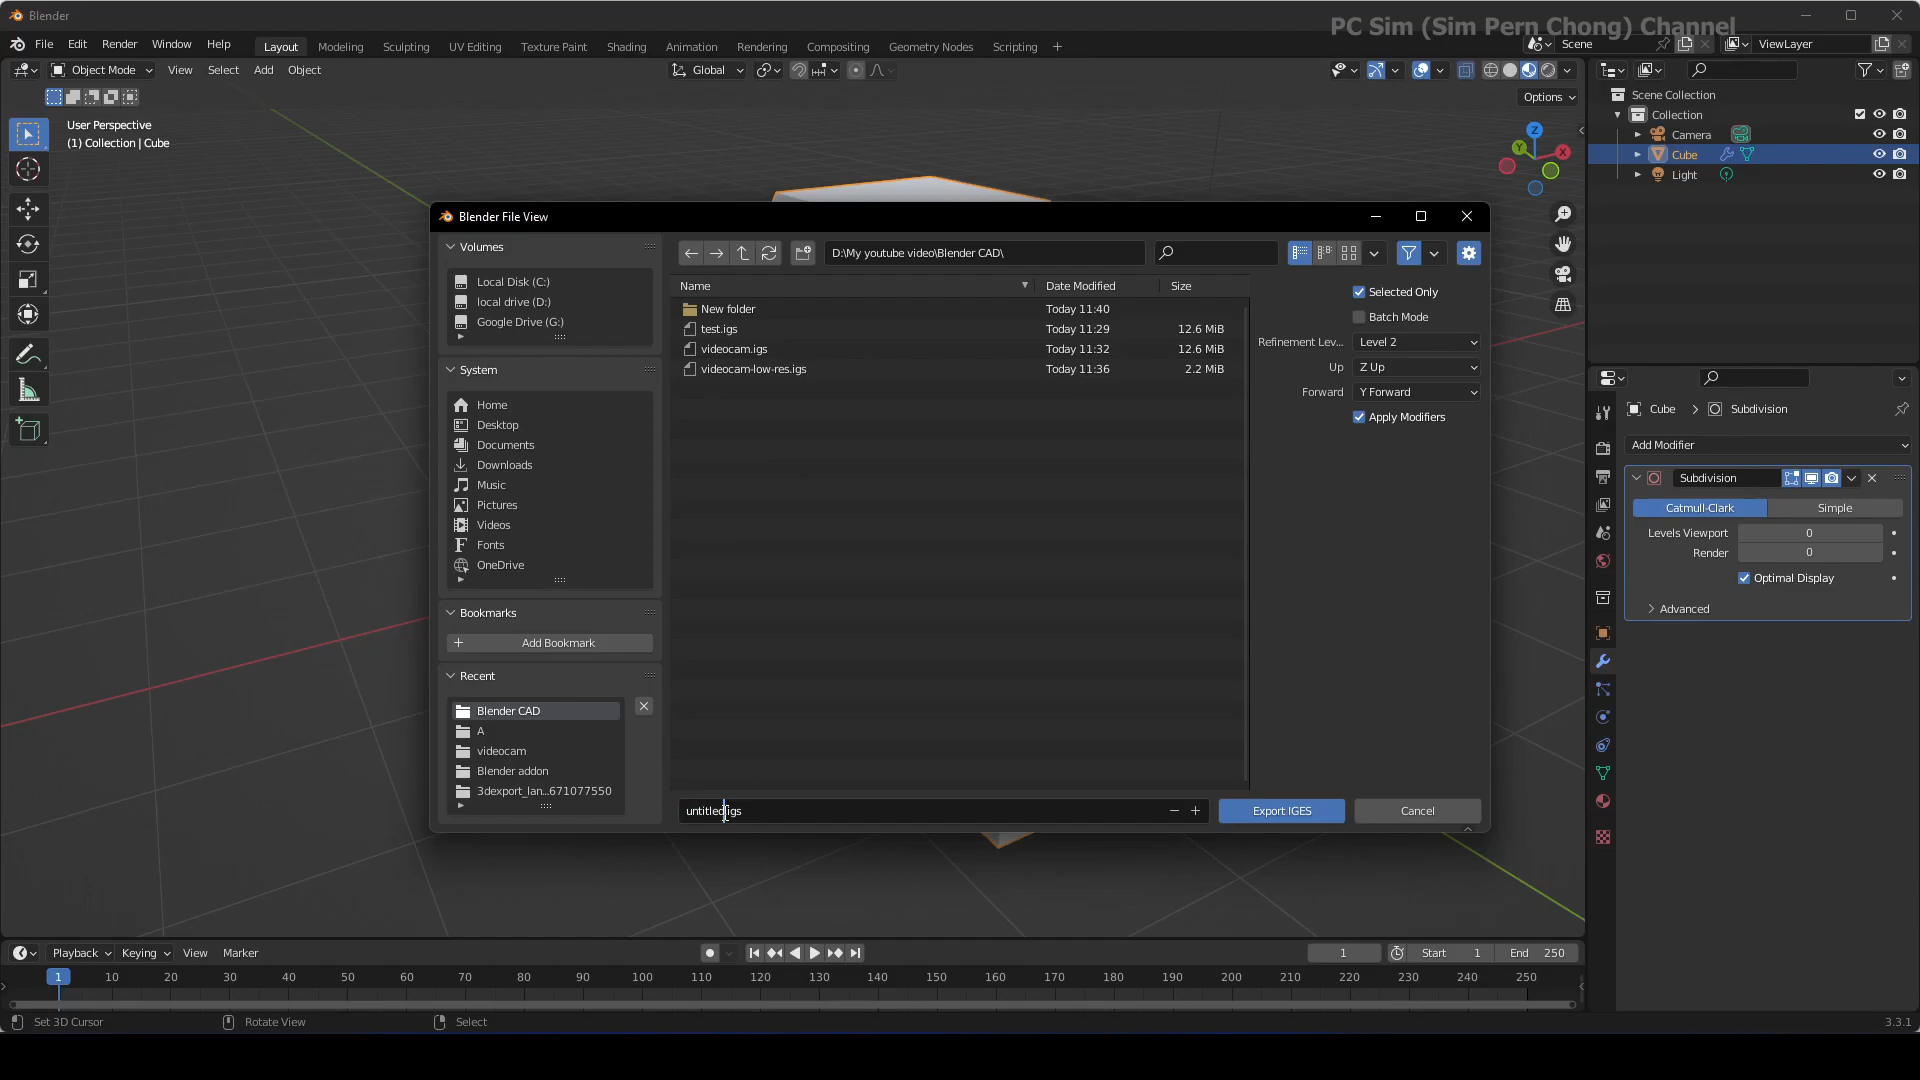 Blender
PC Sim (Sim Pern Chong) Channel
File Edit Render Window Help
Layout Modeling Sculpting UV Editing Texture Paint Shading Animation Rendering Compositing Geometry Nodes Scripting +
Scene
ViewLayer
Object Mode View Select Add Object
Global
Options
User Perspective
(1) Collection | Cube
Z
Y
X
Scene Collection
Collection
Camera
Cube
Light
Blender File View
Volumes
Local Disk (C:)
local drive (D:)
Google Drive (G:)
System
Home
Desktop
Documents
Downloads
Music
Pictures
Videos
Fonts
OneDrive
Bookmarks
Add Bookmark
Recent
Blender CAD
A
videocam
Blender addon
3dexport_lan...671077550
D:\My youtube video\Blender CAD\
Name Date Modified Size
New folder Today 11:40
test.igs Today 11:29 12.6 MiB
videocam.igs Today 11:32 12.6 MiB
videocam-low-res.igs Today 11:36 2.2 MiB
untitled.igs
Export IGES
Cancel
Selected Only
Batch Mode
Refinement Lev... Level 2
Up Z Up
Forward Y Forward
Apply Modifiers
Cube > Subdivision
Add Modifier
Subdivision
Catmull-Clark Simple
Levels Viewport 0
Render 0
Optimal Display
Advanced
Playback Keying View Marker
1 Start 1 End 250
1 10 20 30 40 50 60 70 80 90 100 110 120 130 140 150 160 170 180 190 200 210 220 230 240 250
Set 3D Cursor Rotate View Select
3.3.1